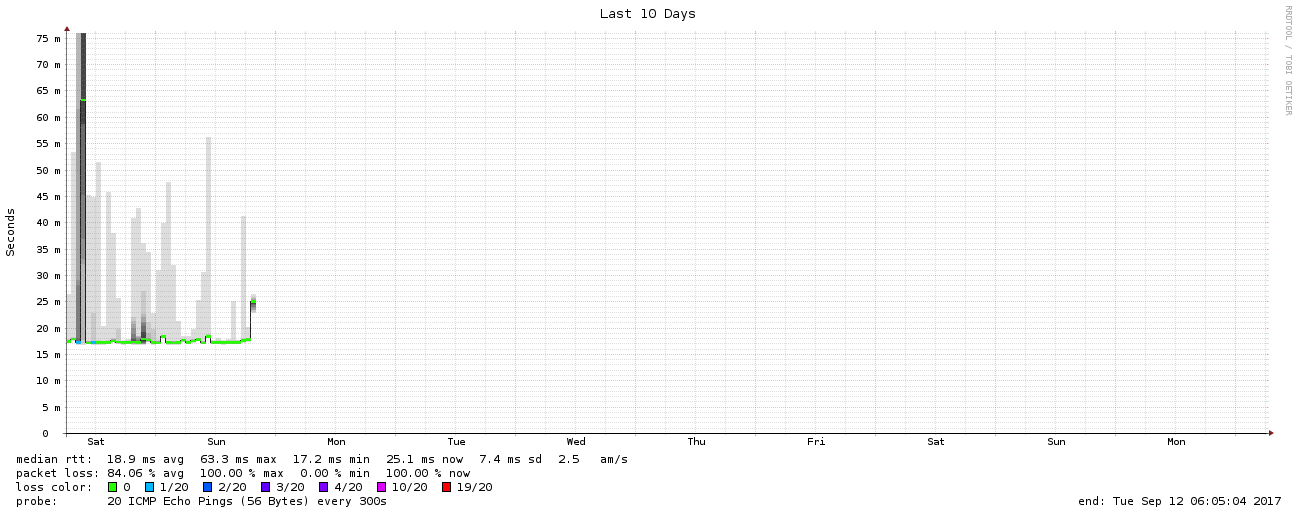 Last 10 Days
RRDTOOL / TOBI OETIKER
Seconds
75 m
70 m
65 m
60 m
55 m
50 m
45 m
40 m
35 m
30 m
25 m
20 m
15 m
10 m
5 m
0
Sat Sun Mon Tue Wed Thu Fri Sat Sun Mon
median rtt: 18.9 ms avg 63.3 ms max 17.2 ms min 25.1 ms now 7.4 ms sd 2.5 am/s
packet loss: 84.06 % avg 100.00 % max 0.00 % min 100.00 % now
loss color: 0 1/20 2/20 3/20 4/20 10/20 19/20
probe: 20 ICMP Echo Pings (56 Bytes) every 300s end: Tue Sep 12 06:05:04 2017